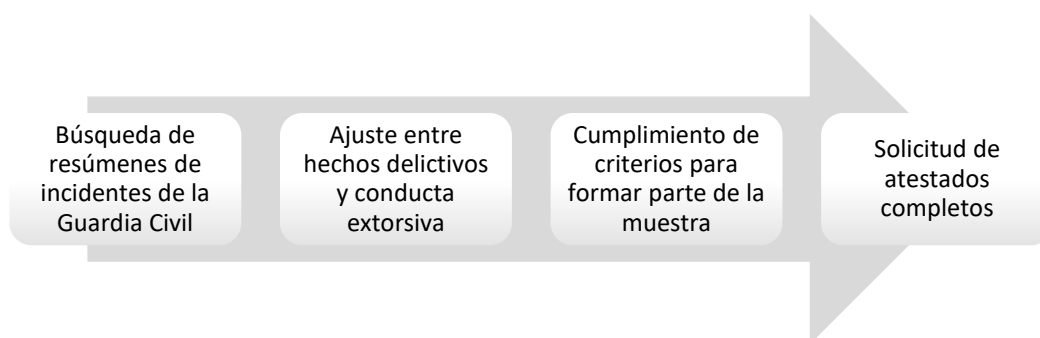 Búsqueda de
resúmenes de
incidentes de la
Guardia Civil
Ajuste entre
hechos delictivos
y conducta
extorsiva
Cumplimiento de
criterios para
formar parte de la
muestra
Solicitud de
atestados
completos